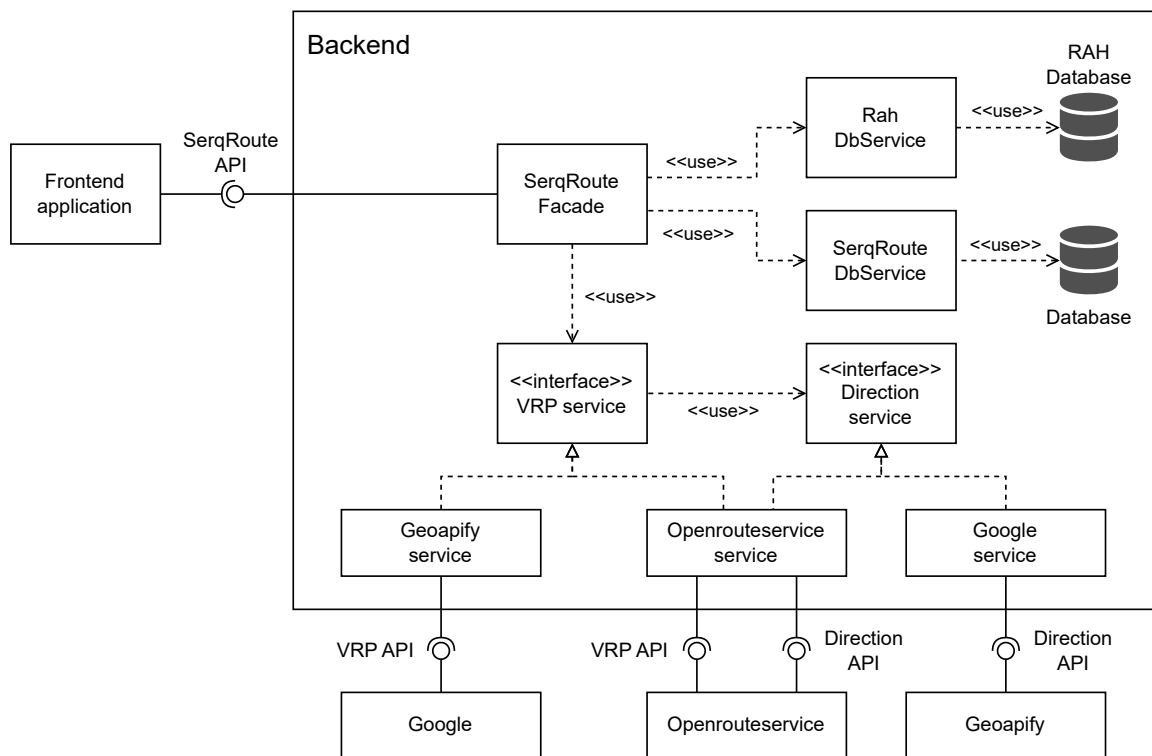 Backend
RAH
Database
SerqRoute
API
Frontend
application
SerqRoute
Facade
<<use>>
<<use>>
Rah
DbService
<<use>>
SerqRoute
DbService
<<use>>
Database
<<use>>
<<interface>>
VRP service
<<use>>
<<interface>>
Direction
service
Geoapify
service
Openrouteservice
service
Google
service
VRP API
VRP API
Direction
API
Direction
API
Google
Openrouteservice
Geoapify